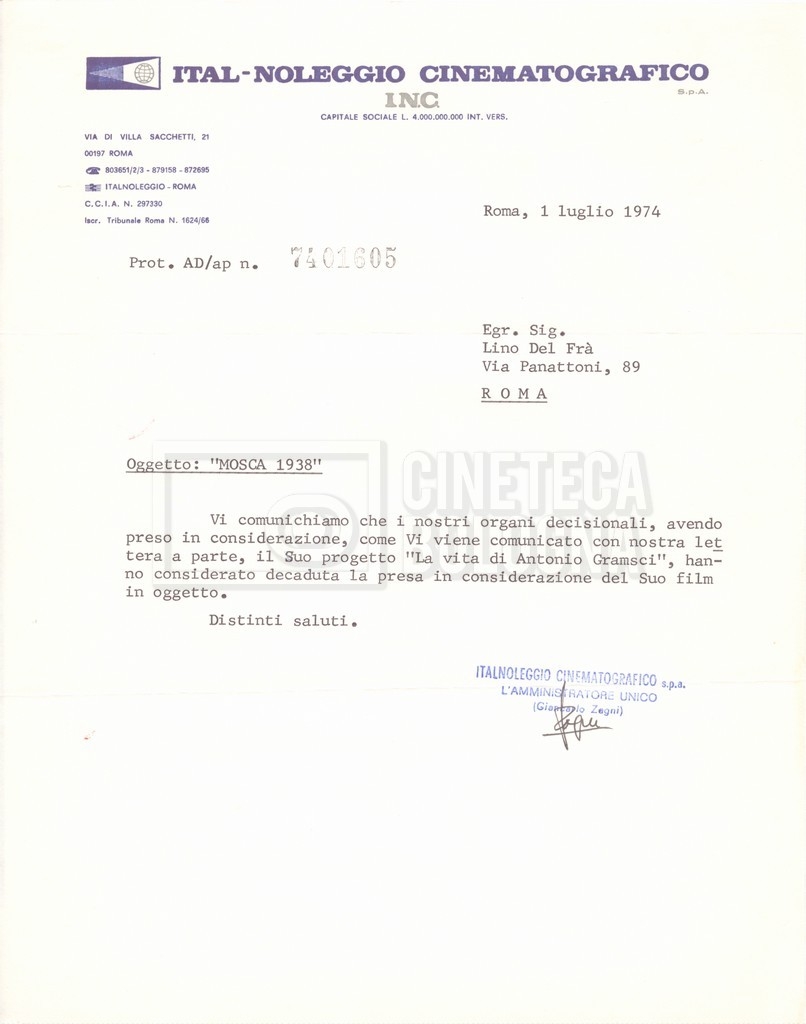 ITAL-NOLEGGIO CINEMATOGRAFICO
INC
S.p.A.
CAPITALE SOCIALE L. 4.000.000.000 INT. VERS.
VIA DI VILLA SACCHETTI, 21
00197 ROMA
803651/2/3 - 879158 - 872695
ITALNOLEGGIO - ROMA
C.C.I.A. N. 297330
Iscr. Tribunale Roma N. 1624/66
Roma, 1 luglio 1974
Prot. AD/ap n. 7401605
Egr. Sig.
Lino Del Frà
Via Panattoni, 89
R O M A
Oggetto: "MOSCA 1938"
CINETECA
BOLOGNA
Vi comunichiamo che i nostri organi decisionali, avendo
preso in considerazione, come Vi viene comunicato con nostra let
tera a parte, il Suo progetto "La vita di Antonio Gramsci", han-
no considerato decaduta la presa in considerazione del Suo film
in oggetto.
Distinti saluti.
ITALNOLEGGIO CINEMATOGRAFICO s.p.a.
L'AMMINISTRATORE UNICO
(Giancarlo Zagni)
Zagni